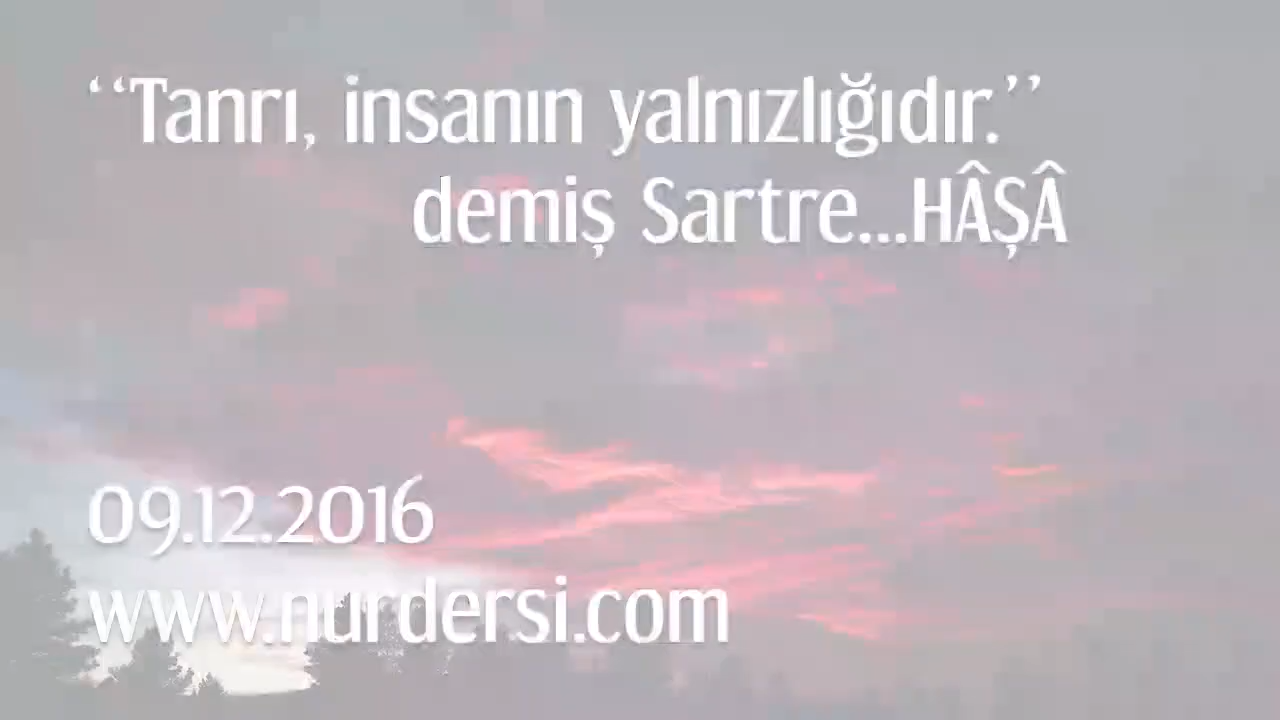 ‘‘Tanrı, insanın yalnızlığıdır.’’
demiş Sartre...HÂŞÂ
09.12.2016
www.nurdersi.com